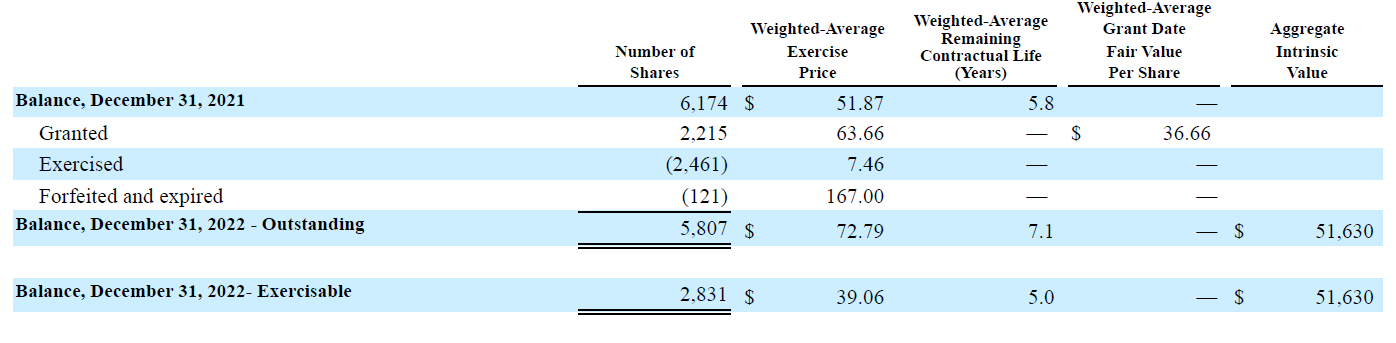 Weighted-Average
Grant Date
Fair Value
Per Share
Weighted-Average
Remaining
Contractual Life
(Years)
Weighted-Average
Exercise
Price
Aggregate
Intrinsic
Value
Number of
Shares
Balance, December 31, 2021 6,174 $ 51.87 5.8 —
Granted 2,215 63.66 — $ 36.66
Exercised (2,461) 7.46 — —
Forfeited and expired (121) 167.00 — —
Balance, December 31, 2022 - Outstanding 5,807 $ 72.79 7.1 — $ 51,630
Balance, December 31, 2022- Exercisable 2,831 $ 39.06 5.0 — $ 51,630